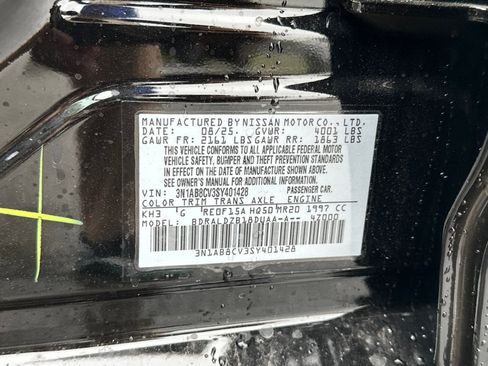 MANUFACTURED BY NISSAN MOTOR CO., LTD.
DATE: 08/25 GVWR: 4001 LBS
GAWR FR: 2161 LBS GAWR RR: 1863 LBS
THIS VEHICLE CONFORMS TO ALL APPLICABLE FEDERAL MOTOR
VEHICLE SAFETY, BUMPER AND THEFT PREVENTION STANDARDS
IN EFFECT ON THE DATE OF MANUFACTURE SHOWN ABOVE.
SEE OWNER'S MANUAL FOR ADDITIONAL INFORMATION.
VIN: 3N1AB8CV3SY401428 PASSENGER CAR.
COLOR TRIM TRANS AXLE ENGINE
KH3 G RE0F15A HQ50 MR20 1997 CC
MODEL: BDRALDZB18DUAA-A-- 47000
3N1AB8CV3SY401428